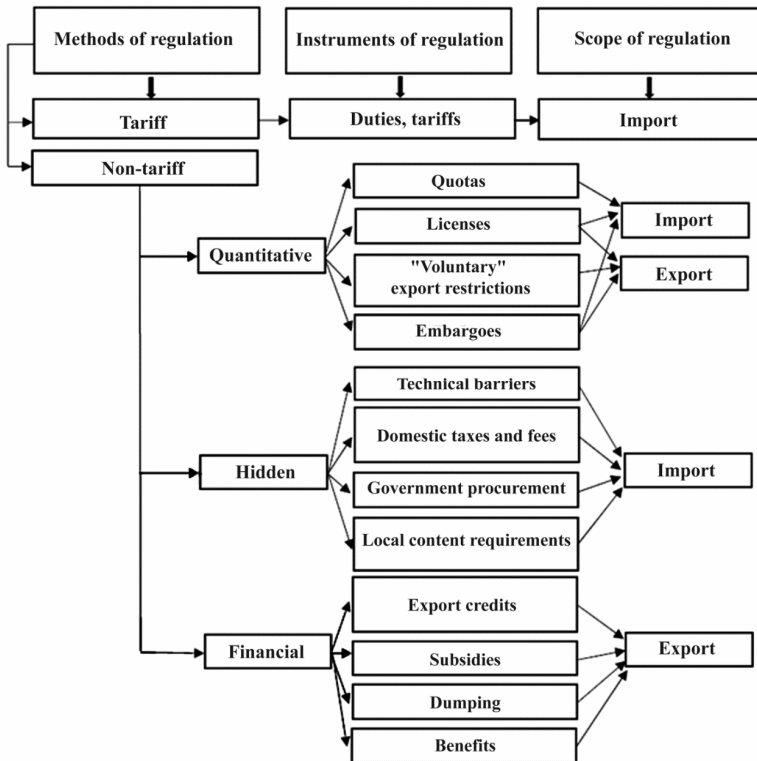 Methods of regulation
Instruments of regulation
Scope of regulation
Tariff
Duties, tariffs
Import
Non-tariff
Quantitative
Quotas
Licenses
"Voluntary"
export restrictions
Embargoes
Import
Export
Hidden
Technical barriers
Domestic taxes and fees
Government procurement
Local content requirements
Import
Financial
Export credits
Subsidies
Dumping
Benefits
Export